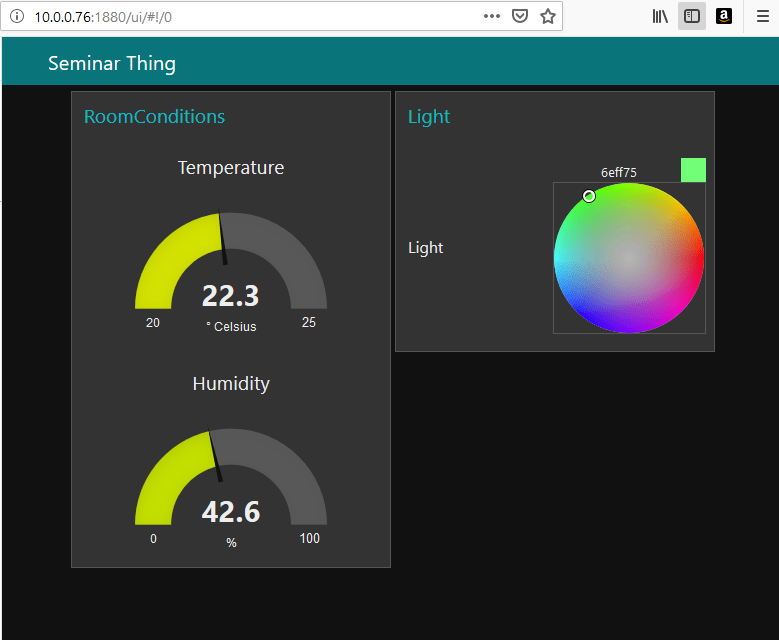 10.0.0.76:1880/ui/#!/0
Seminar Thing
RoomConditions
Temperature
22.3
20
° Celsius
25
Humidity
42.6
0
%
100
Light
6eff75
Light